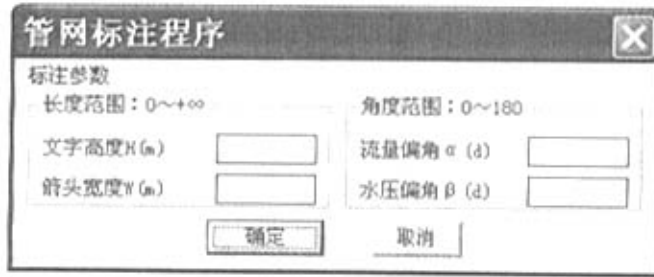 管网标注程序
标注参数
长度范围：0～+∞
角度范围：0～180
文字高度H(m)
流量偏角α(d)
箭头宽度W(m)
水压偏角β(d)
确定
取消